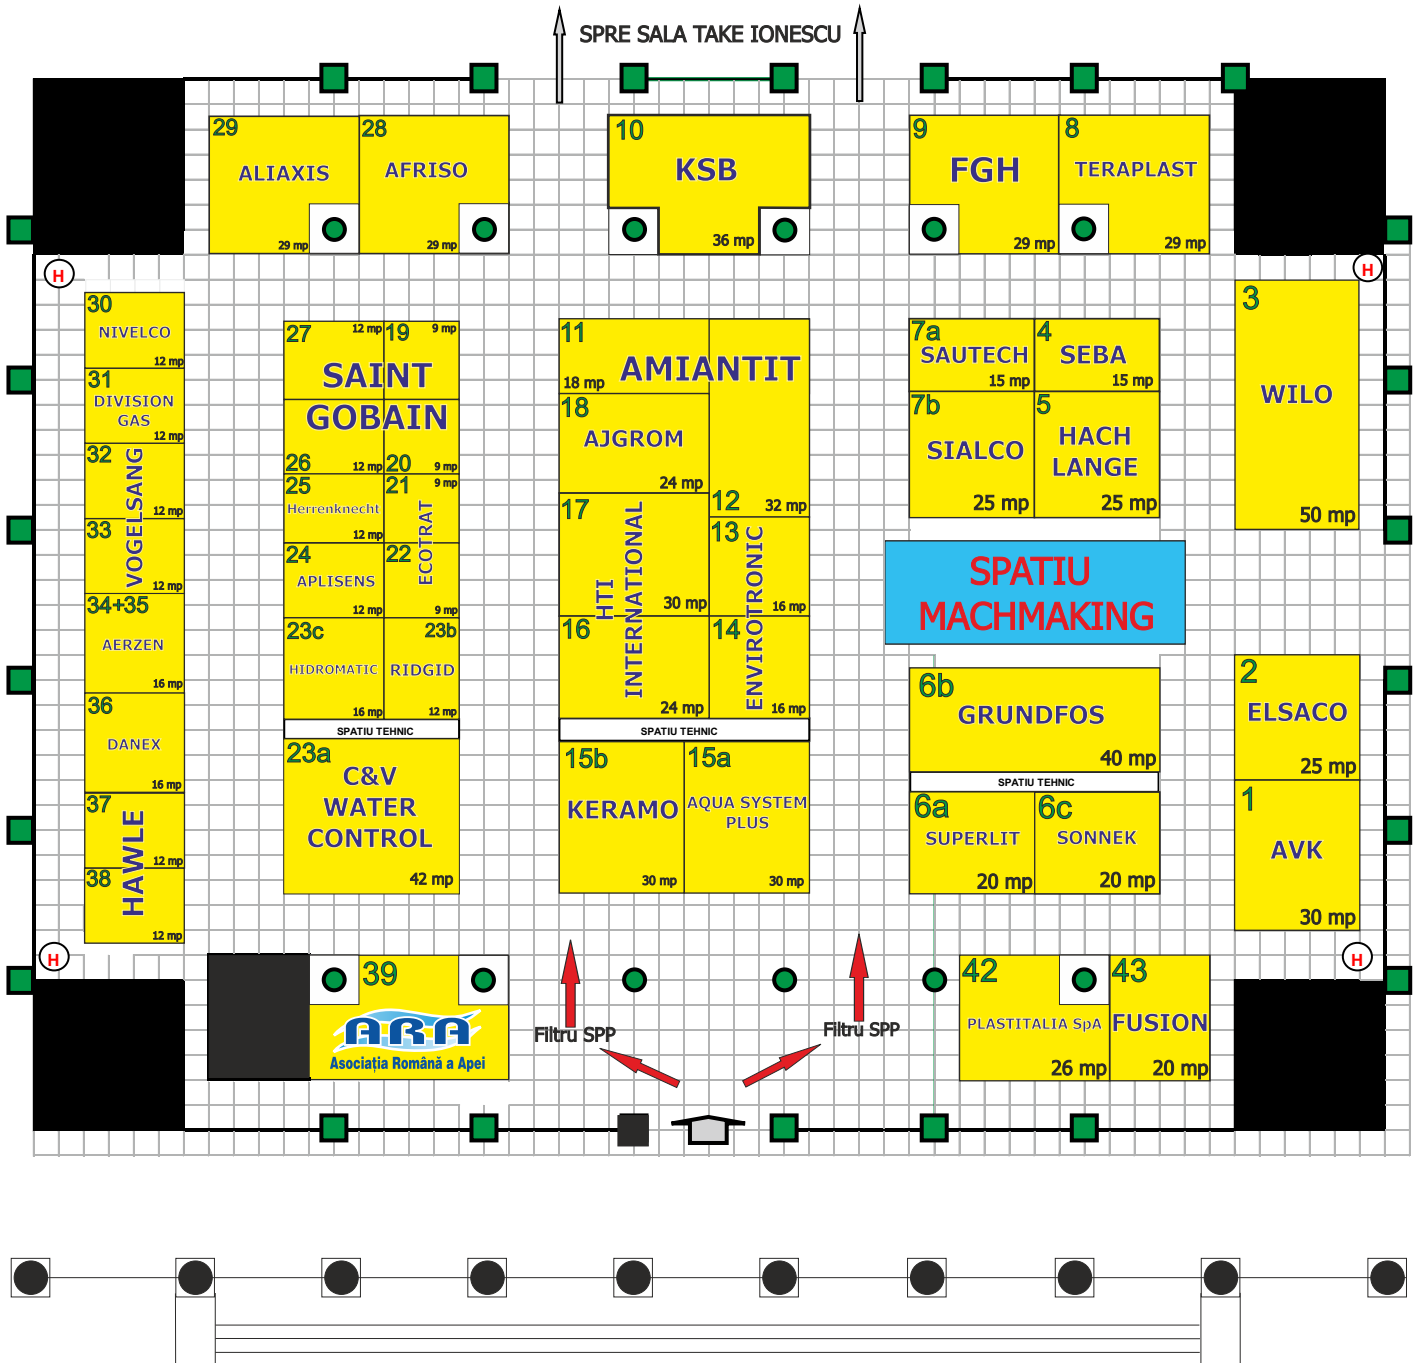 SPRE SALA TAKE IONESCU
29
ALIAXIS
29 mp
28
AFRISO
29 mp
10
KSB
36 mp
9
FGH
29 mp
8
TERAPLAST
29 mp
H
H
30
NIVELCO
12 mp
31
DIVISION
GAS
12 mp
32
12 mp
VOGELSANG
33
12 mp
34+35
AERZEN
16 mp
36
DANEX
16 mp
37
12 mp
HAWLE
38
12 mp
27
12 mp
19
9 mp
SAINT
GOBAIN
26
12 mp
20
9 mp
25
Herrenknecht
12 mp
21
9 mp
ECOTRAT
24
APLISENS
12 mp
22
9 mp
23c
HIDROMATIC
16 mp
23b
RIDGID
12 mp
SPATIU TEHNIC
23a
C&V
WATER
CONTROL
42 mp
11
AMIANTIT
18 mp
18
AJGROM
24 mp
12
32 mp
17
HTI
INTERNATIONAL
30 mp
13
ENVIROTRONIC
16 mp
16
24 mp
14
16 mp
SPATIU TEHNIC
15b
KERAMO
30 mp
15a
AQUA SYSTEM
PLUS
30 mp
7a
SAUTECH
15 mp
4
SEBA
15 mp
7b
SIALCO
25 mp
5
HACH
LANGE
25 mp
3
WILO
50 mp
SPATIU
MACHMAKING
6b
GRUNDFOS
40 mp
SPATIU TEHNIC
6a
SUPERLIT
20 mp
6c
SONNEK
20 mp
2
ELSACO
25 mp
1
AVK
30 mp
H
H
39
ARA
Asociația Română a Apei
Filtru SPP
Filtru SPP
42
PLASTITALIA SpA
26 mp
43
FUSION
20 mp